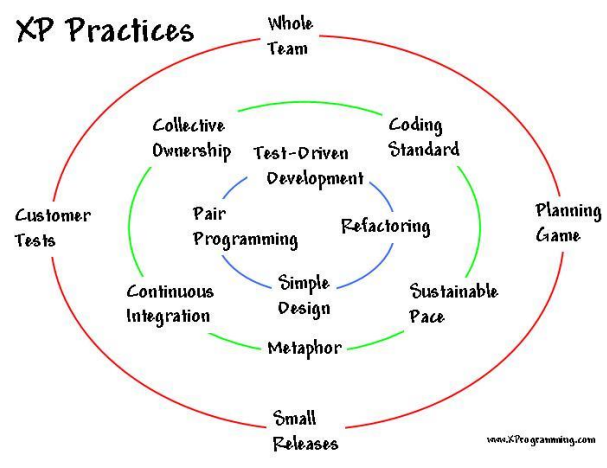 XP Practices
Whole
Team
Collective
Ownership
Coding
Standard
Test-Driven
Development
Customer
Tests
Pair
Programming
Refactoring
Planning
Game
Continuous
Integration
Simple
Design
Sustainable
Pace
Metaphor
Small
Releases
www.XProgramming.com